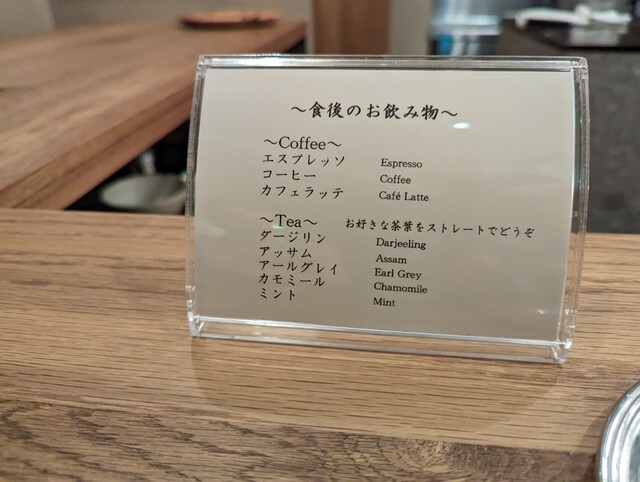 ～食後のお飲み物～
～Coffee～
エスプレッソ Espresso
コーヒー Coffee
カフェラッテ Café Latte
～Tea～ お好きな茶葉をストレートでどうぞ
ダージリン Darjeeling
アッサム Assam
アールグレイ Earl Grey
カモミール Chamomile
ミント Mint